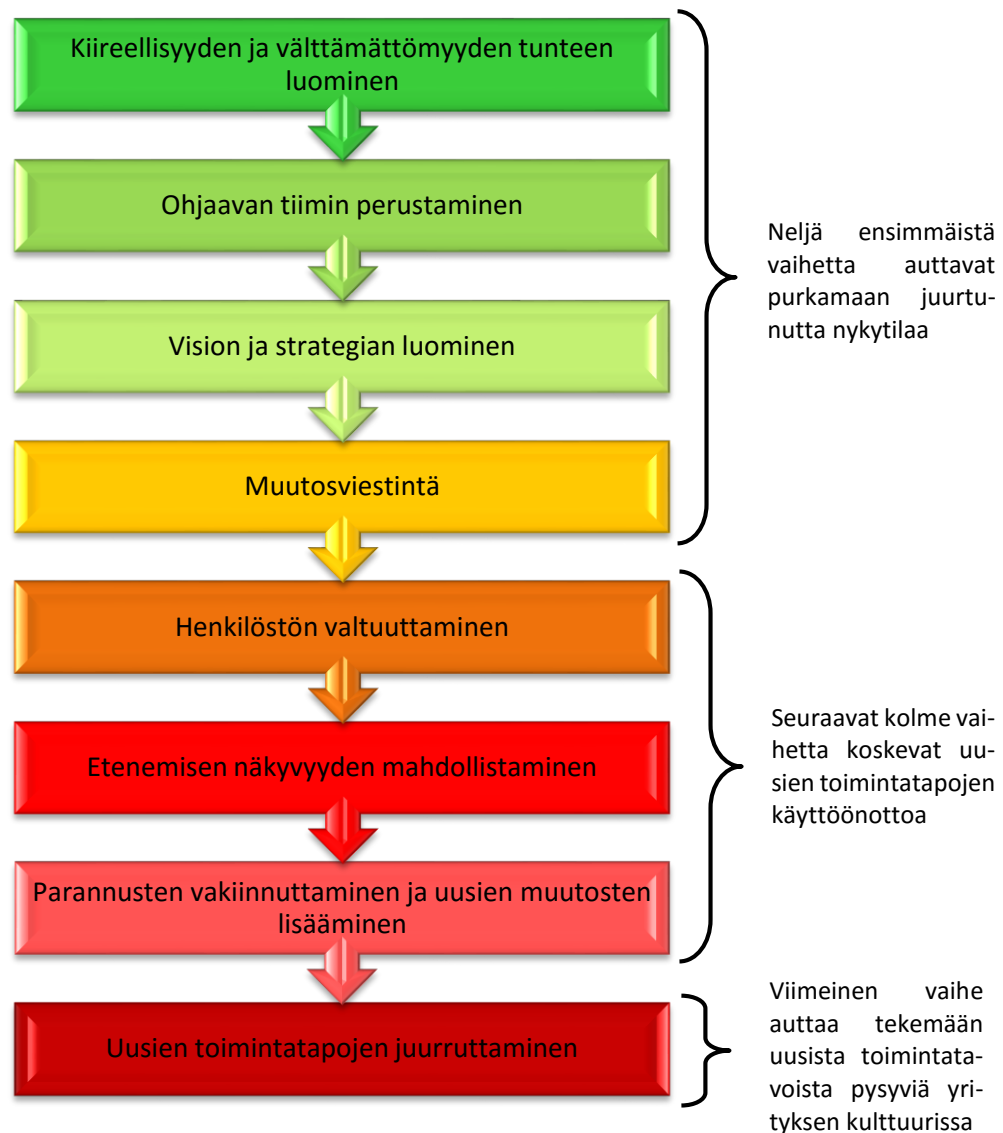 Kiireellisyyden ja välttämättömyyden tunteen
luominen
Ohjaavan tiimin perustaminen
Vision ja strategian luominen
Muutosviestintä
Neljä ensimmäistä
vaihetta auttavat
purkamaan juurtu-
nutta nykytilaa
Henkilöstön valtuuttaminen
Etenemisen näkyvyyden mahdollistaminen
Parannusten vakiinnuttaminen ja uusien muutosten
lisääminen
Seuraavat kolme vai-
hetta koskevat uu-
sien toimintatapojen
käyttöönottoa
Uusien toimintatapojen juurruttaminen
Viimeinen vaihe
auttaa tekemään
uusista toimintata-
voista pysyviä yri-
tyksen kulttuurissa